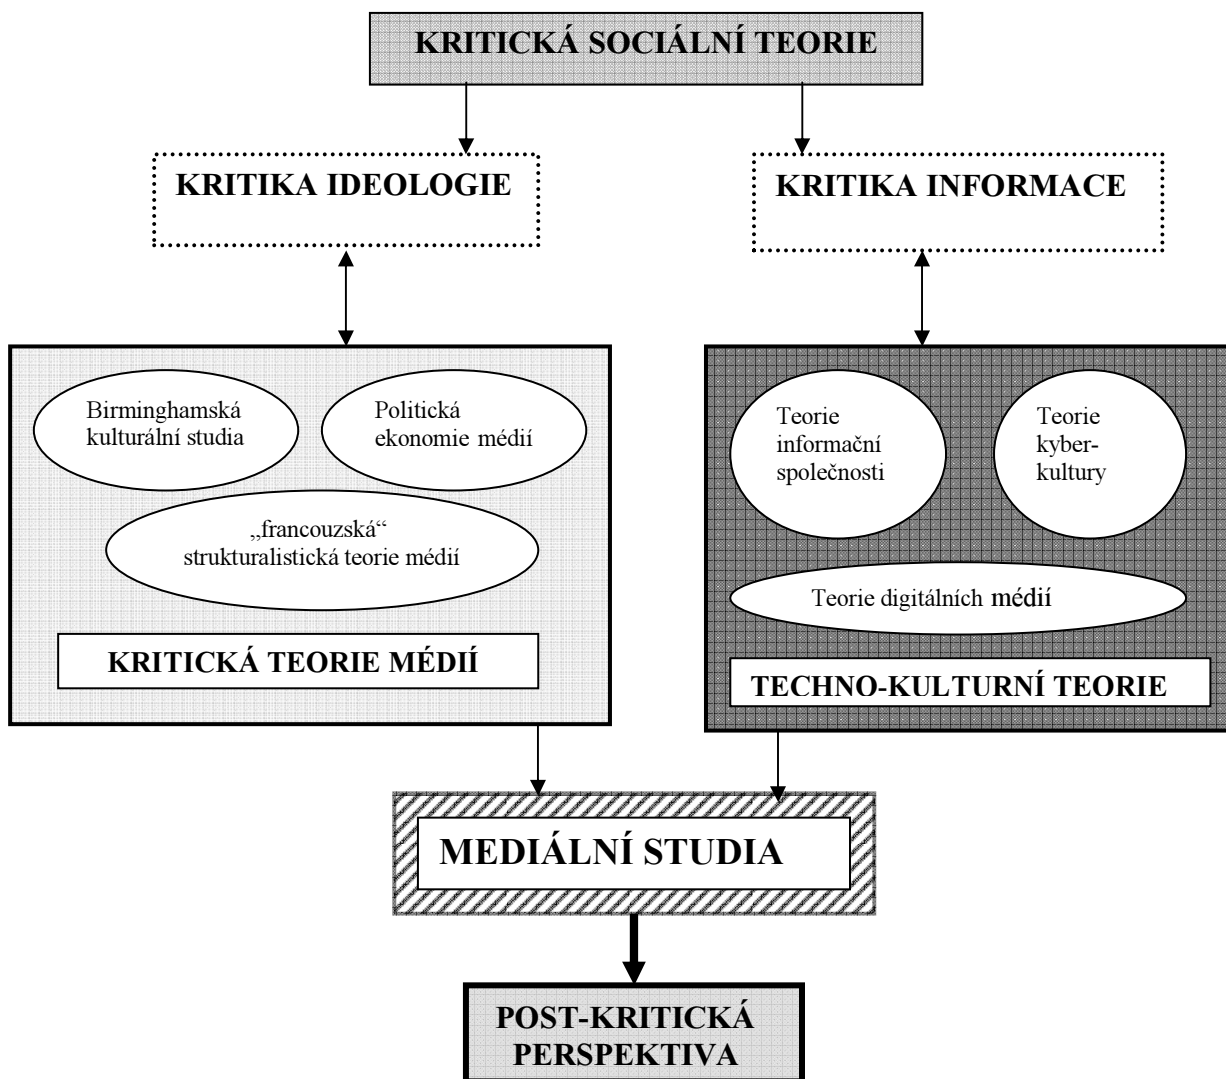 KRITICKÁ SOCIÁLNÍ TEORIE
KRITIKA IDEOLOGIE
KRITIKA INFORMACE
Birminghamská
kulturální studia
Politická
ekonomie médií
„francouzská“
strukturalistická teorie médií
KRITICKÁ TEORIE MÉDIÍ
Teorie
informační
společnosti
Teorie
kyber-
kultury
Teorie digitálních médií
TECHNO-KULTURNÍ TEORIE
MEDIÁLNÍ STUDIA
POST-KRITICKÁ
PERSPEKTIVA